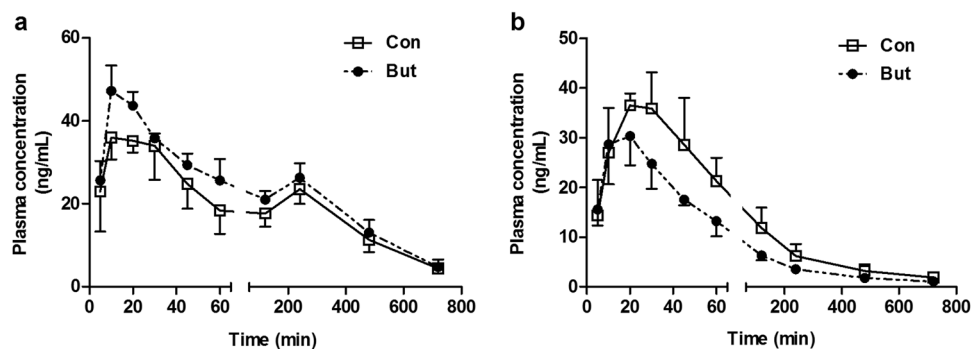 a
60
40
20
0
Plasma concentration
(ng/mL)
Con
But
0 20 40 60 200 400 600 800
Time (min)
b
50
40
30
20
10
0
Plasma concentration
(ng/mL)
Con
But
0 20 40 60 200 400 600 800
Time (min)